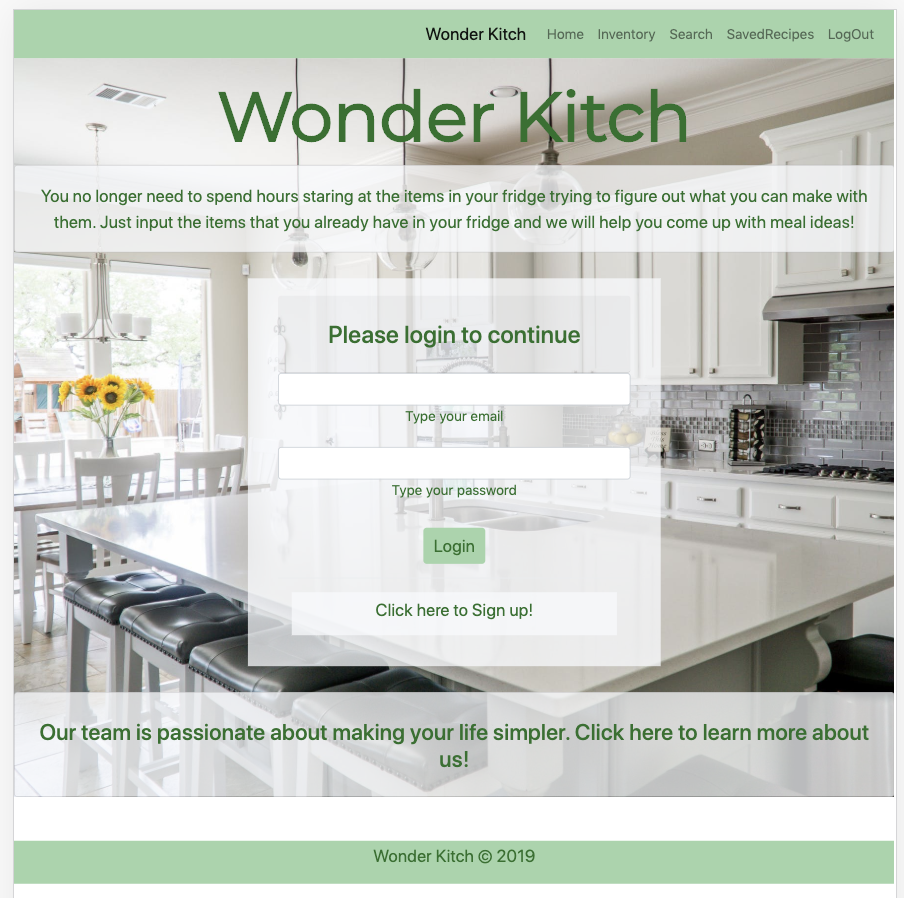 Wonder Kitch Home Inventory Search SavedRecipes LogOut
Wonder Kitch
You no longer need to spend hours staring at the items in your fridge trying to figure out what you can make with
them. Just input the items that you already have in your fridge and we will help you come up with meal ideas!
Please login to continue
Type your email
Type your password
Login
Click here to Sign up!
Our team is passionate about making your life simpler. Click here to learn more about
us!
Wonder Kitch © 2019